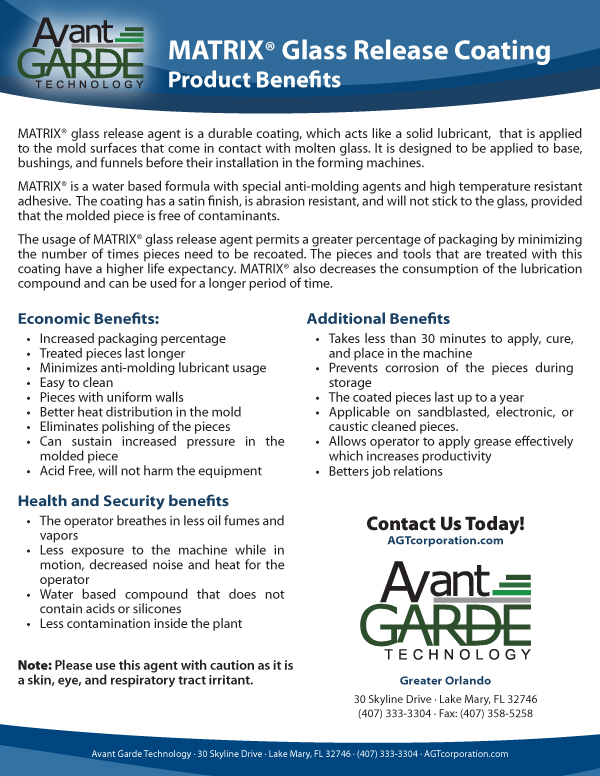 Avant
GARDE
TECHNOLOGY
MATRIX® Glass Release Coating
Product Benefits
MATRIX® glass release agent is a durable coating, which acts like a solid lubricant, that is applied
to the mold surfaces that come in contact with molten glass. It is designed to be applied to base,
bushings, and funnels before their installation in the forming machines.
MATRIX® is a water based formula with special anti-molding agents and high temperature resistant
adhesive. The coating has a satin finish, is abrasion resistant, and will not stick to the glass, provided
that the molded piece is free of contaminants.
The usage of MATRIX® glass release agent permits a greater percentage of packaging by minimizing
the number of times pieces need to be recoated. The pieces and tools that are treated with this
coating have a higher life expectancy. MATRIX® also decreases the consumption of the lubrication
compound and can be used for a longer period of time.
Economic Benefits:
• Increased packaging percentage
• Treated pieces last longer
• Minimizes anti-molding lubricant usage
• Easy to clean
• Pieces with uniform walls
• Better heat distribution in the mold
• Eliminates polishing of the pieces
• Can sustain increased pressure in the
molded piece
• Acid Free, will not harm the equipment
Health and Security benefits
• The operator breathes in less oil fumes and
vapors
• Less exposure to the machine while in
motion, decreased noise and heat for the
operator
• Water based compound that does not
contain acids or silicones
• Less contamination inside the plant
Note: Please use this agent with caution as it is
a skin, eye, and respiratory tract irritant.
Additional Benefits
• Takes less than 30 minutes to apply, cure,
and place in the machine
• Prevents corrosion of the pieces during
storage
• The coated pieces last up to a year
• Applicable on sandblasted, electronic, or
caustic cleaned pieces.
• Allows operator to apply grease effectively
which increases productivity
• Betters job relations
Contact Us Today!
AGTcorporation.com
Avant
GARDE
TECHNOLOGY
Greater Orlando
30 Skyline Drive · Lake Mary, FL 32746
(407) 333-3304 · Fax: (407) 358-5258
Avant Garde Technology · 30 Skyline Drive · Lake Mary, FL 32746 · (407) 333-3304 · AGTcorporation.com